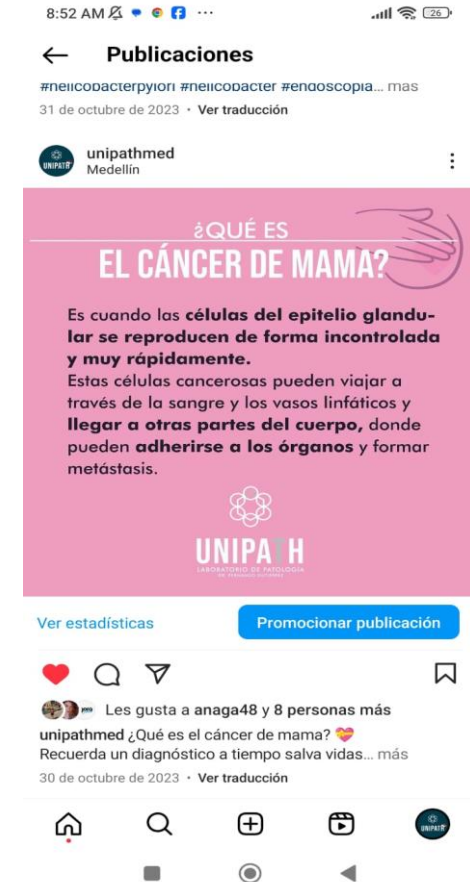 8:52 AM
26
Publicaciones
#helicobacterpylori #helicobacter #endoscopia... más
31 de octubre de 2023 • Ver traducción
UNIPATH
unipathmed
Medellín
¿QUÉ ES
EL CÁNCER DE MAMA?
Es cuando las células del epitelio glandu-
lar se reproducen de forma incontrolada
y muy rápidamente.
Estas células cancerosas pueden viajar a
través de la sangre y los vasos linfáticos y
llegar a otras partes del cuerpo, donde
pueden adherirse a los órganos y formar
metástasis.
UNIPATH
LABORATORIO DE PATOLOGÍA
Ver estadísticas
Promocionar publicación
Les gusta a anaga48 y 8 personas más
unipathmed ¿Qué es el cáncer de mama? 💝
Recuerda un diagnóstico a tiempo salva vidas... más
30 de octubre de 2023 • Ver traducción
UNIPATH